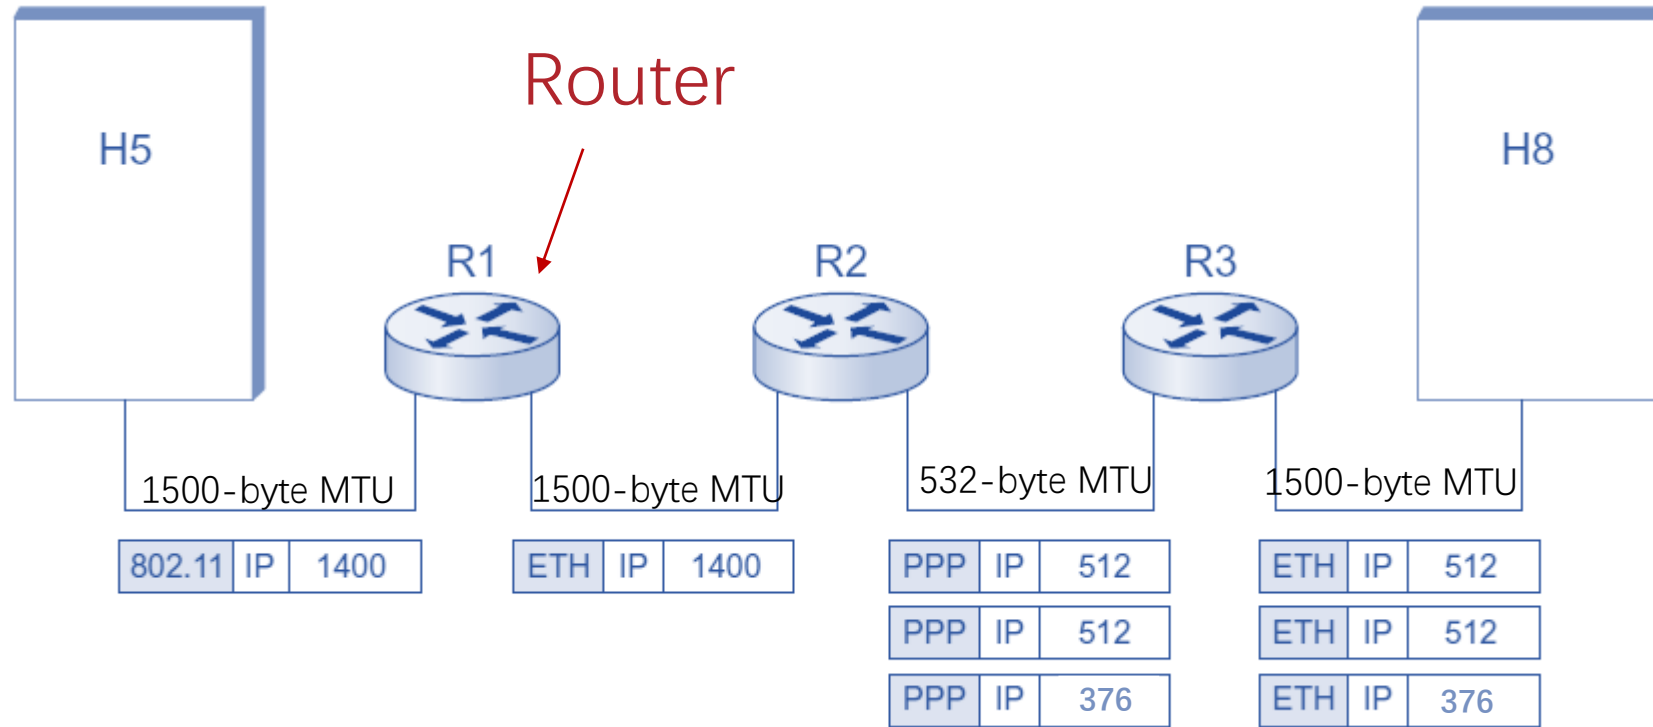 Router
H5
H8
R1
R2
R3
1500-byte MTU
1500-byte MTU
532-byte MTU
1500-byte MTU
802.11 IP 1400
ETH IP 1400
PPP IP 512
ETH IP 512
PPP IP 512
ETH IP 512
PPP IP 376
ETH IP 376